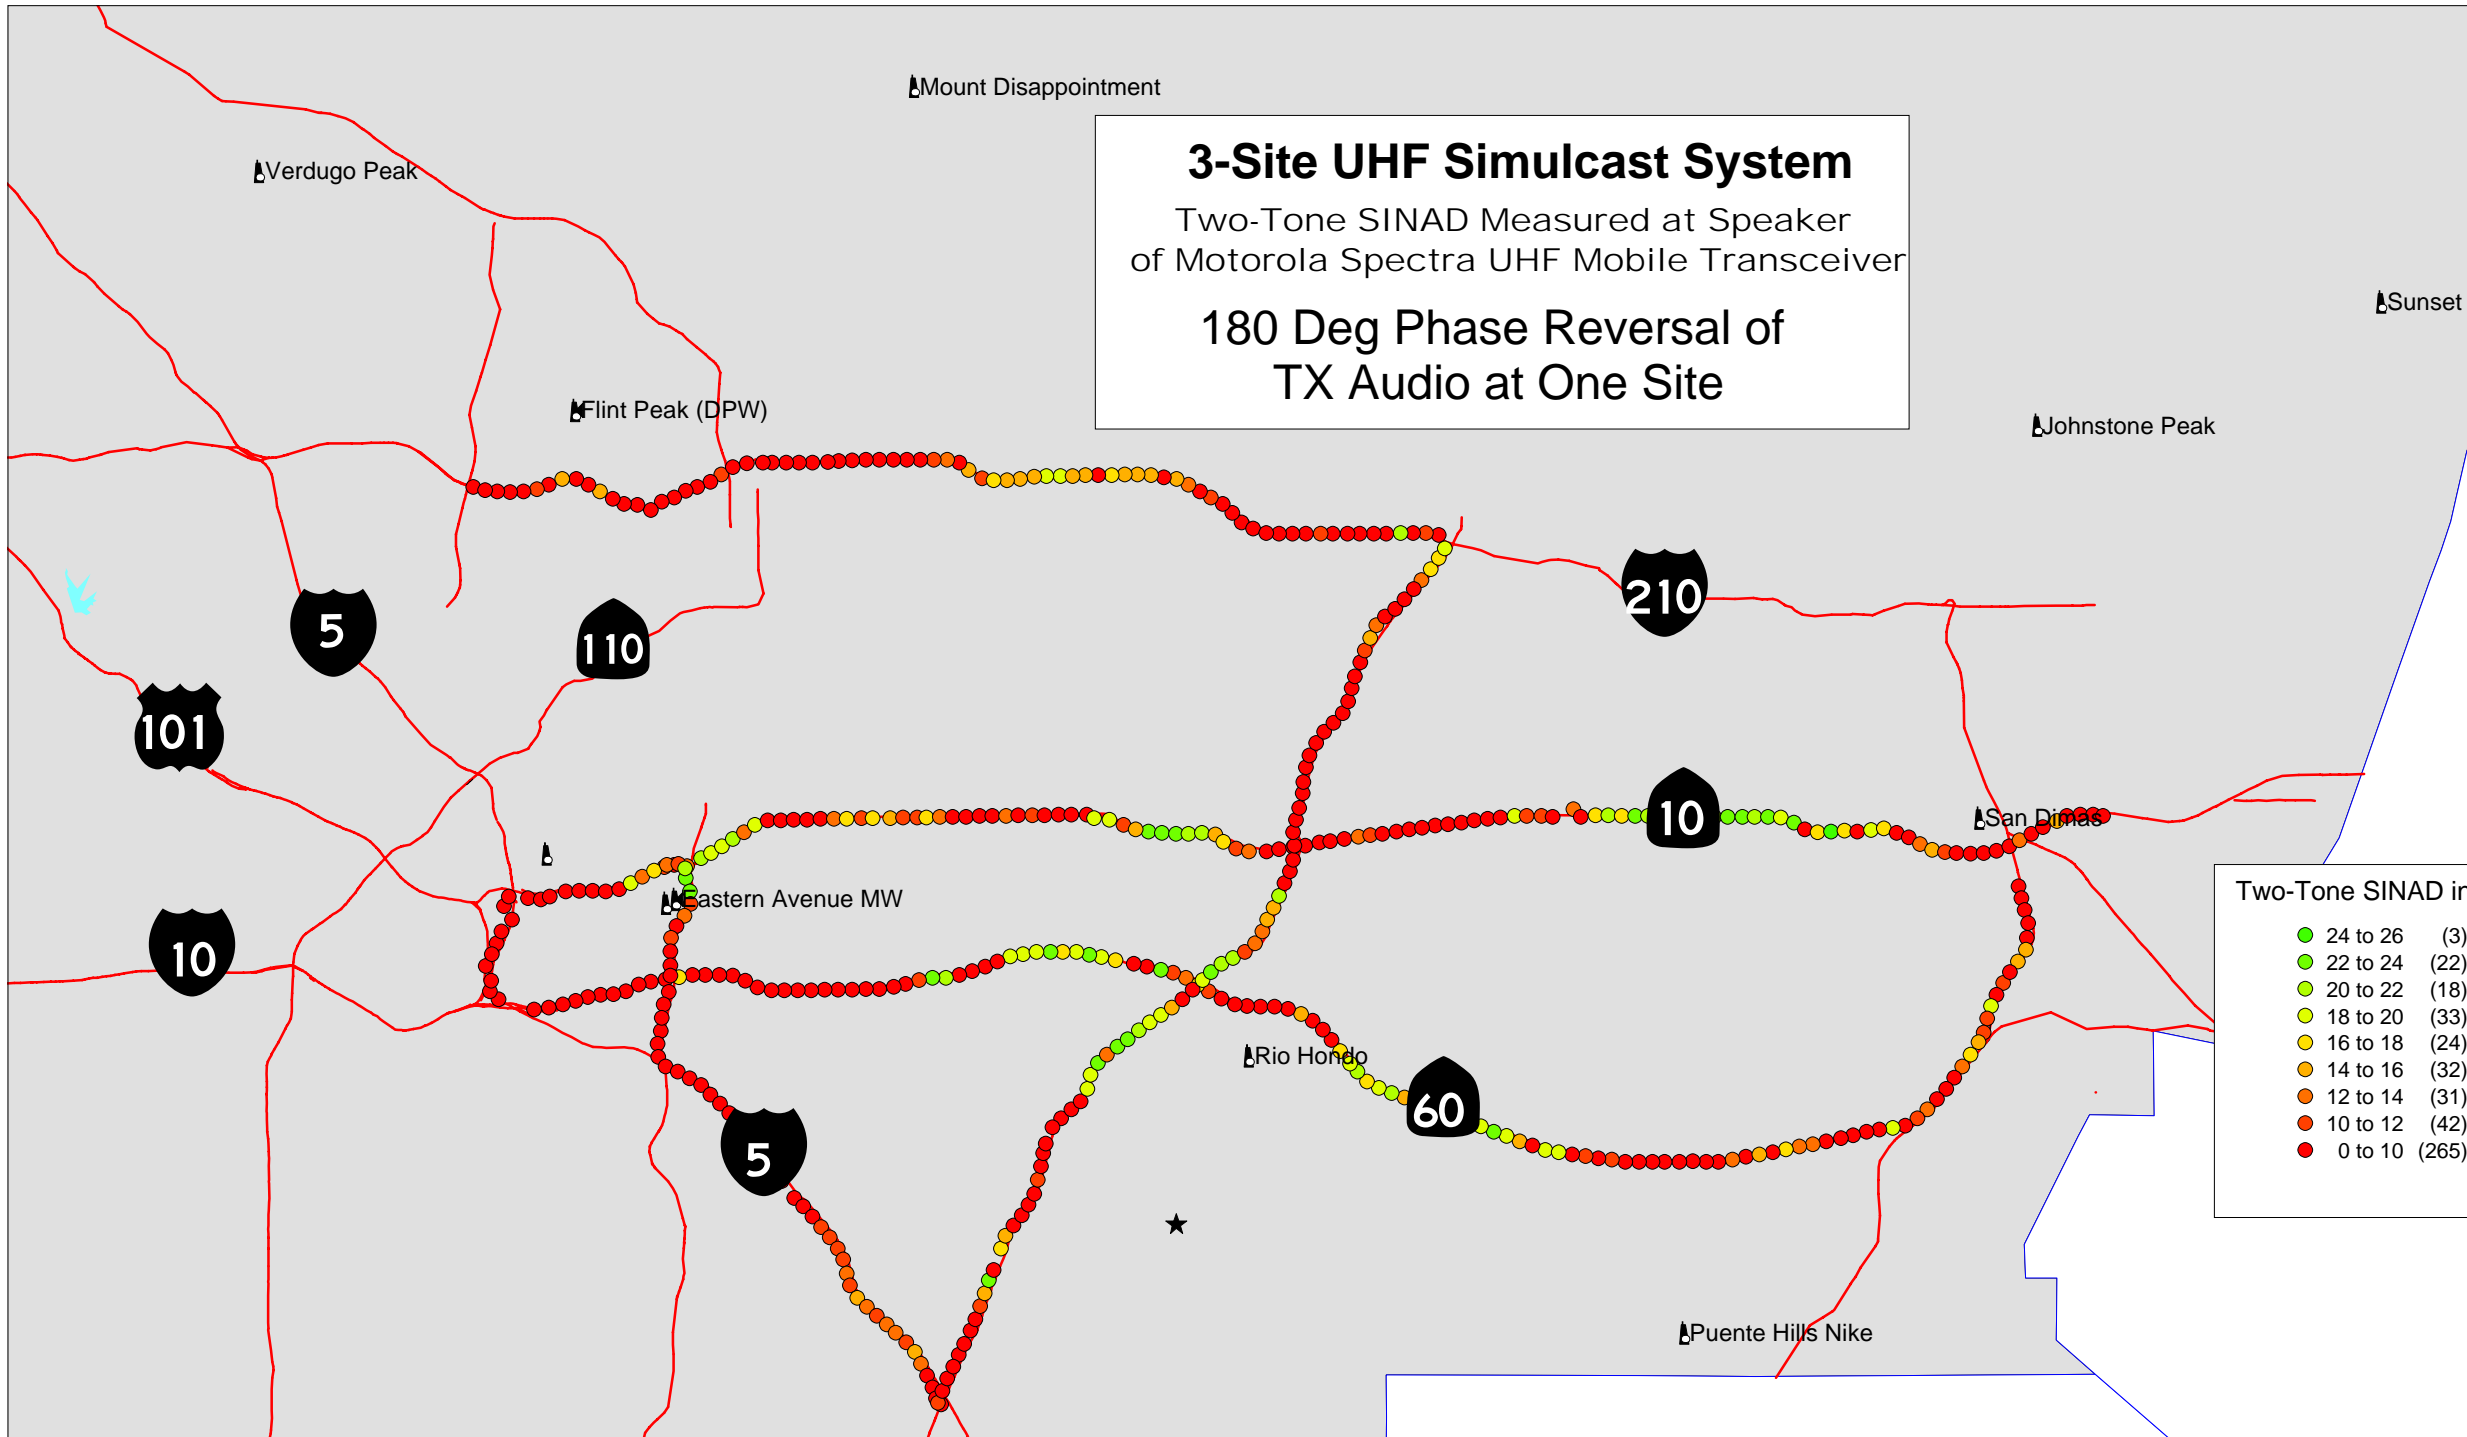 Mount Disappointment
3-Site UHF Simulcast System
Two-Tone SINAD Measured at Speaker
of Motorola Spectra UHF Mobile Transceiver
180 Deg Phase Reversal of
TX Audio at One Site
Verdugo Peak
Sunset
Flint Peak (DPW)
Johnstone Peak
210
5
110
101
10
San Dimas
Eastern Avenue MW
10
Two-Tone SINAD in
24 to 26 (3)
22 to 24 (22)
20 to 22 (18)
18 to 20 (33)
16 to 18 (24)
14 to 16 (32)
12 to 14 (31)
10 to 12 (42)
0 to 10 (265)
Rio Hondo
60
5
Puente Hills Nike